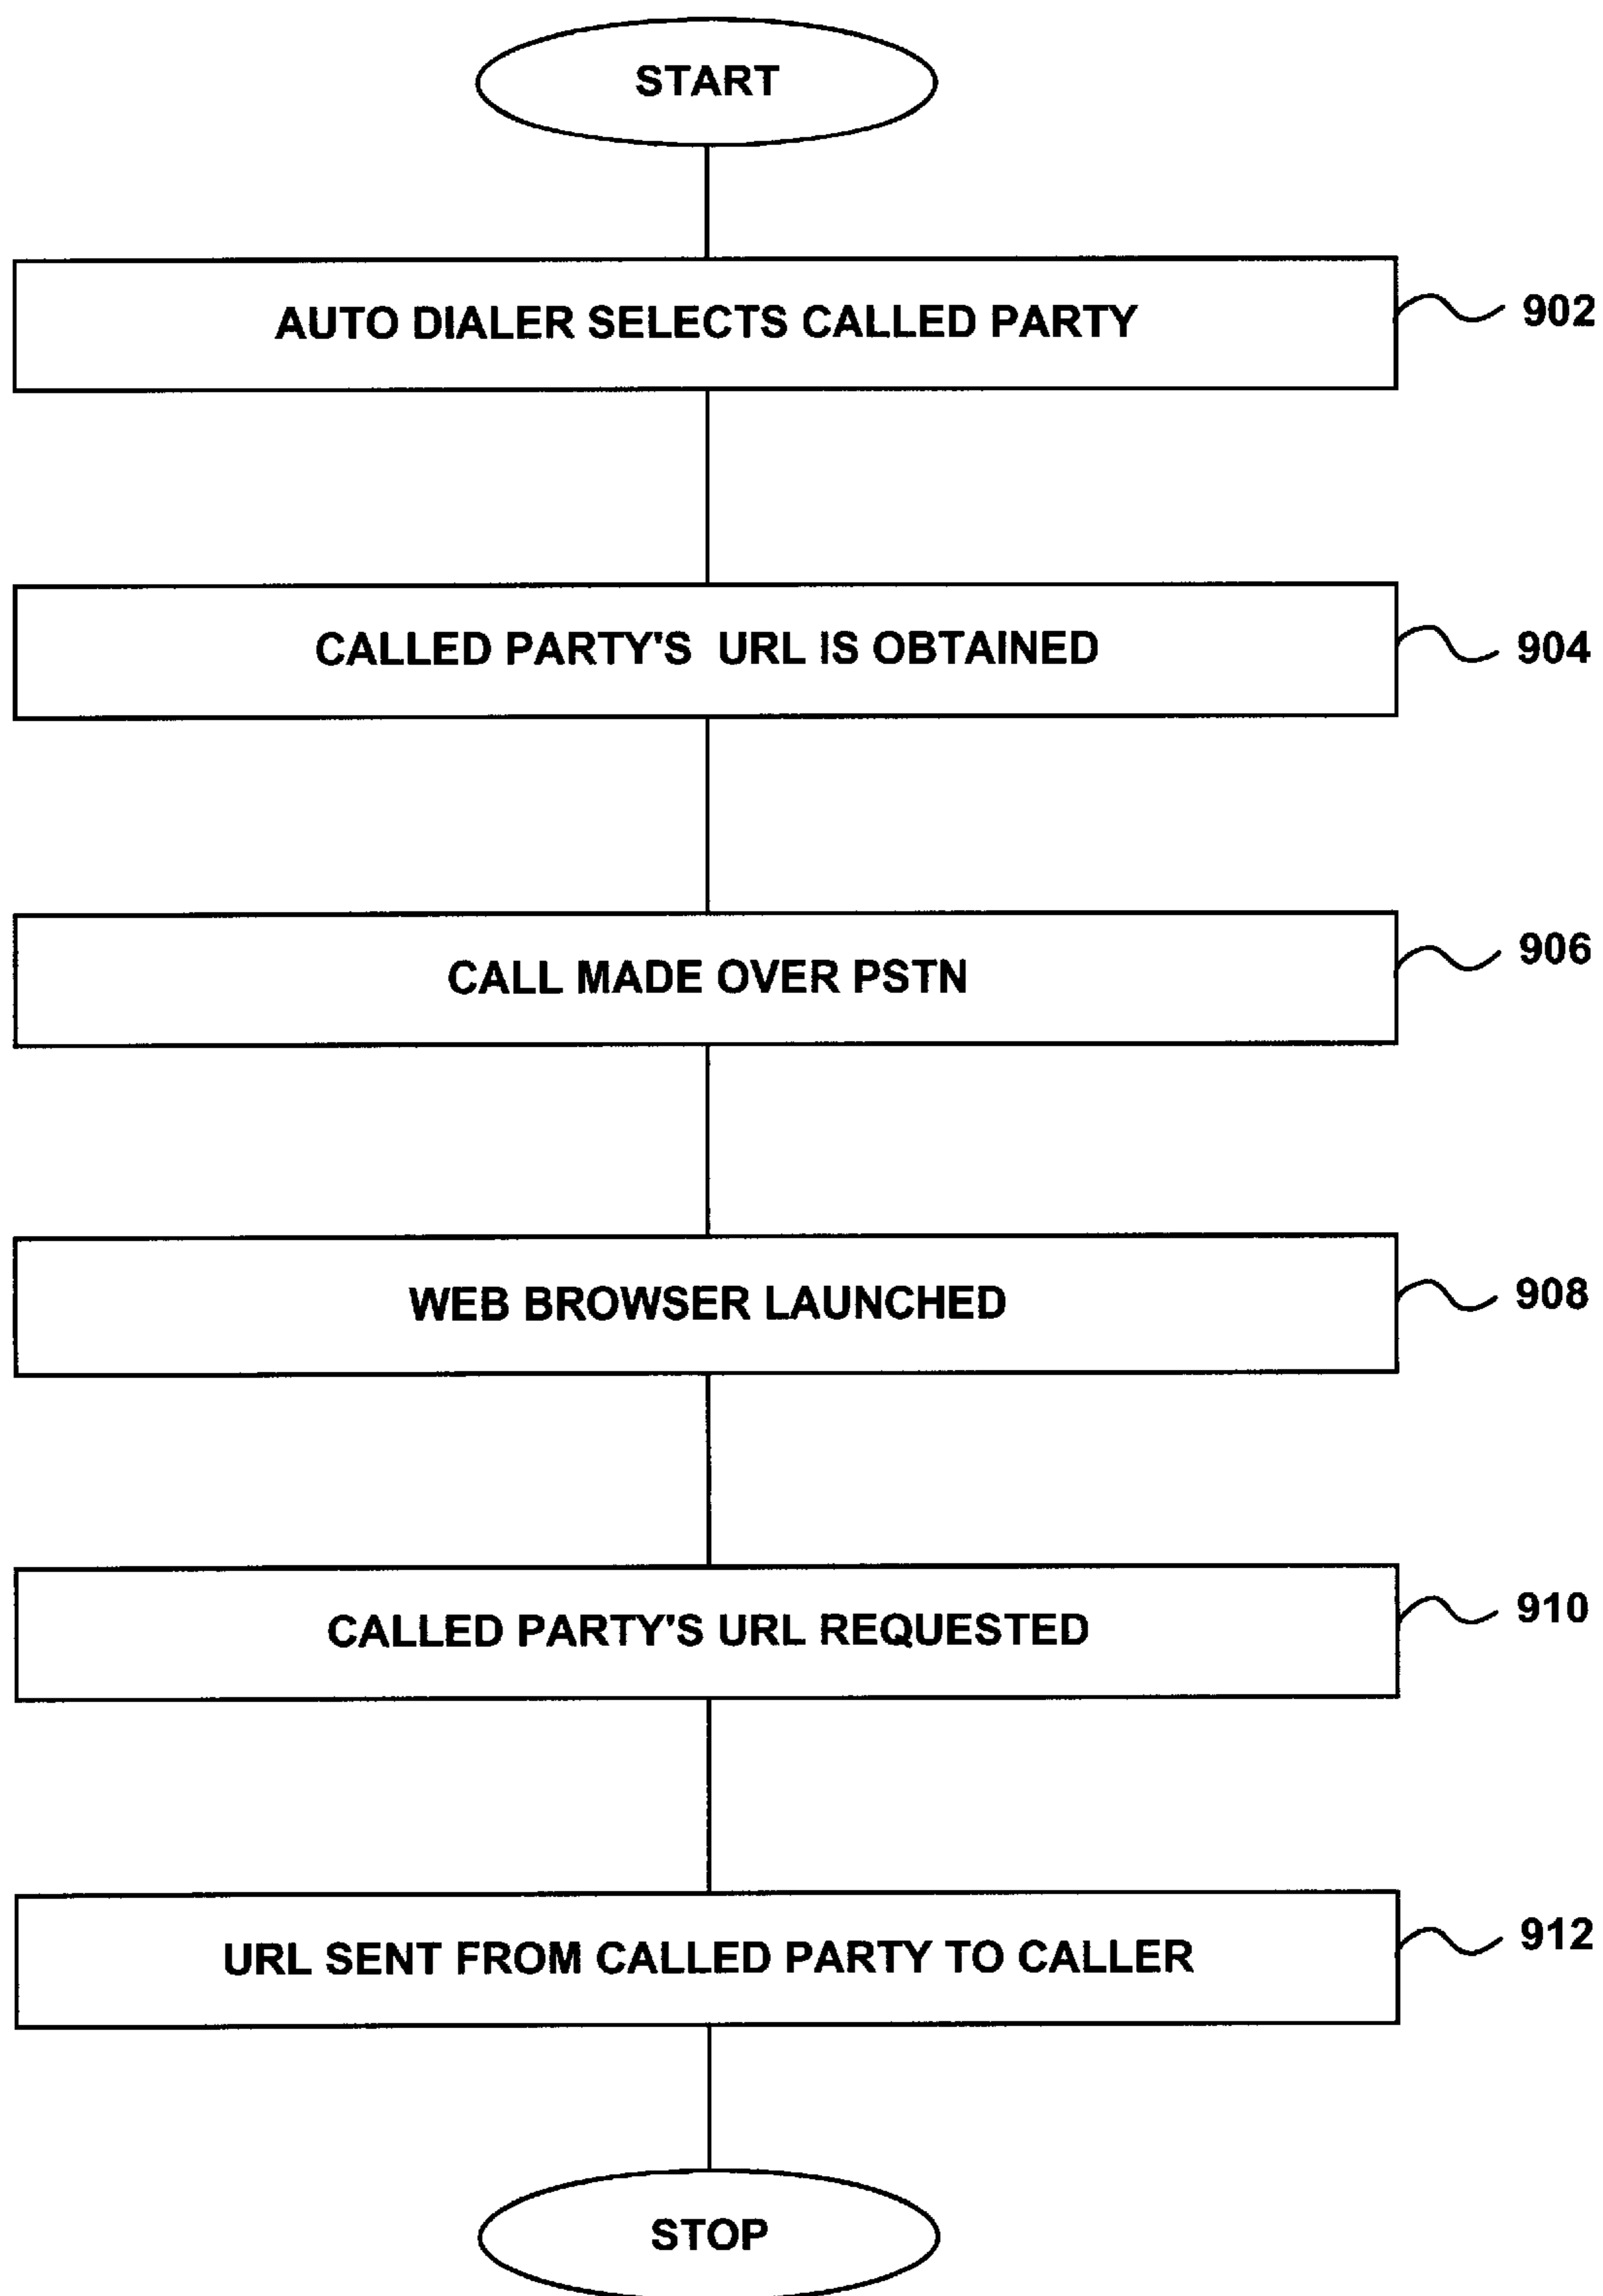 START
AUTO DIALER SELECTS CALLED PARTY
902
CALLED PARTY'S URL IS OBTAINED
904
CALL MADE OVER PSTN
906
WEB BROWSER LAUNCHED
908
CALLED PARTY'S URL REQUESTED
910
URL SENT FROM CALLED PARTY TO CALLER
912
STOP